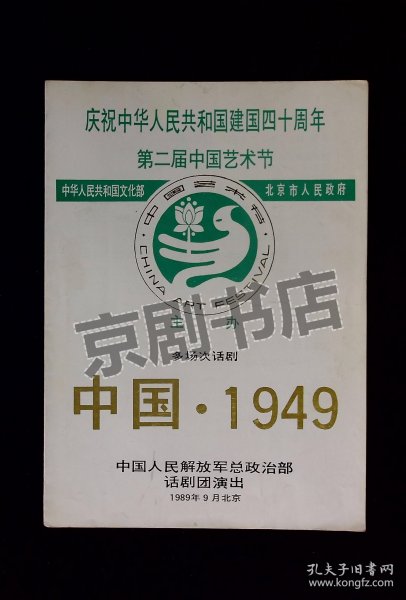 庆祝中华人民共和国建国四十周年
第二届中国艺术节
中华人民共和国文化部
北京市人民政府
·中国艺术节·
CHINA ART FESTIVAL
主办
京剧书店
多场次话剧
中国·1949
中国人民解放军总政治部
话剧团演出
1989年9月北京
孔夫子旧书网
www.kongfz.com